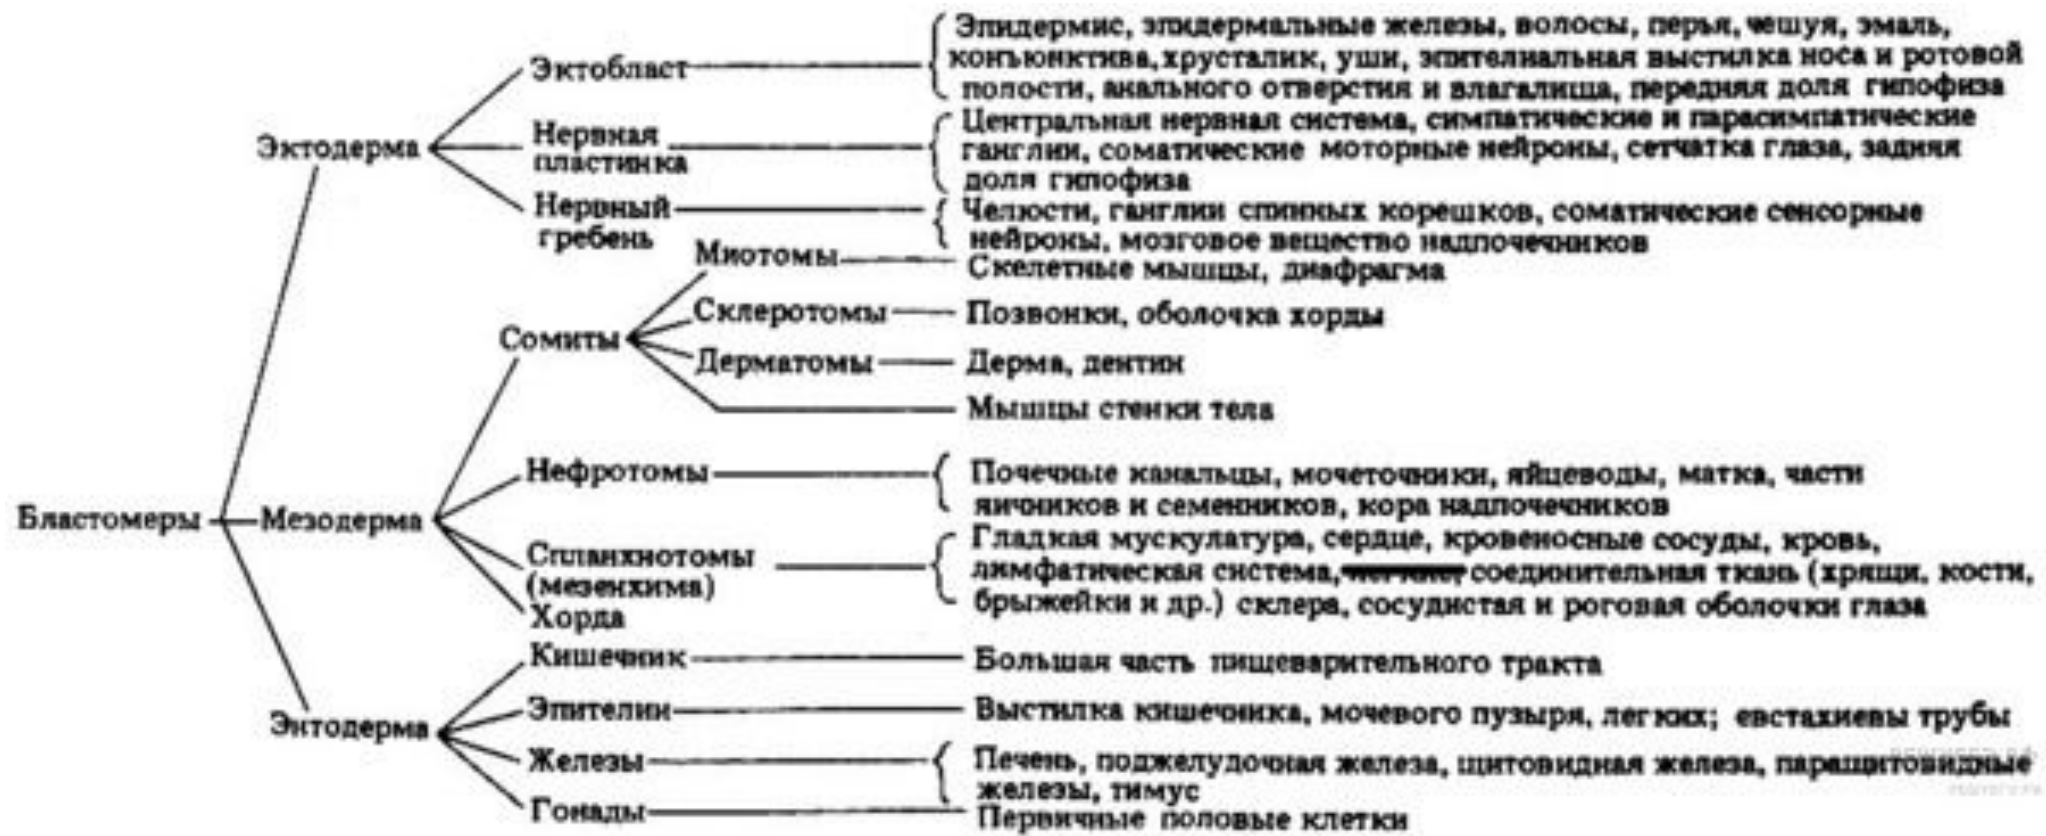 Эпидермис, эпидермальные железы, волосы, перья, чешуя, эмаль,
Эктобласт
конъюнктива, хрусталик, уши, эпителиальная выстилка носа и ротовой
полости, анального отверстия и влагалища, передняя доля гипофиза
Эктодерма
Нервная
пластинка
Центральная нервная система, симпатические и парасимпатические
ганглии, соматические моторные нейроны, сетчатка глаза, задняя
доля гипофиза
Нервный
гребень
Челюсти, ганглии спинных корешков, соматические сенсорные
нейроны, мозговое вещество надпочечников
Миотомы
Скелетные мышцы, диафрагма
Сомиты
Склеротомы
Позвонки, оболочка хорды
Дерматомы
Дерма, дентин
Мышцы стенки тела
Бластомеры
Мезодерма
Нефротомы
Почечные канальцы, мочеточники, яйцеводы, матка, части
яичников и семенников, кора надпочечников
Спланхнотомы
(мезенхима)
Гладкая мускулатура, сердце, кровеносные сосуды, кровь,
лимфатическая система, соединительная ткань (хрящи, кости,
брыжейки и др.) склера, сосудистая и роговая оболочки глаза
Хорда
Энтодерма
Кишечник
Большая часть пищеварительного тракта
Эпителии
Выстилка кишечника, мочевого пузыря, легких; евстахиевы трубы
Железы
Печень, поджелудочная железа, щитовидная железа, паращитовидные
железы, тимус
Гонады
Первичные половые клетки